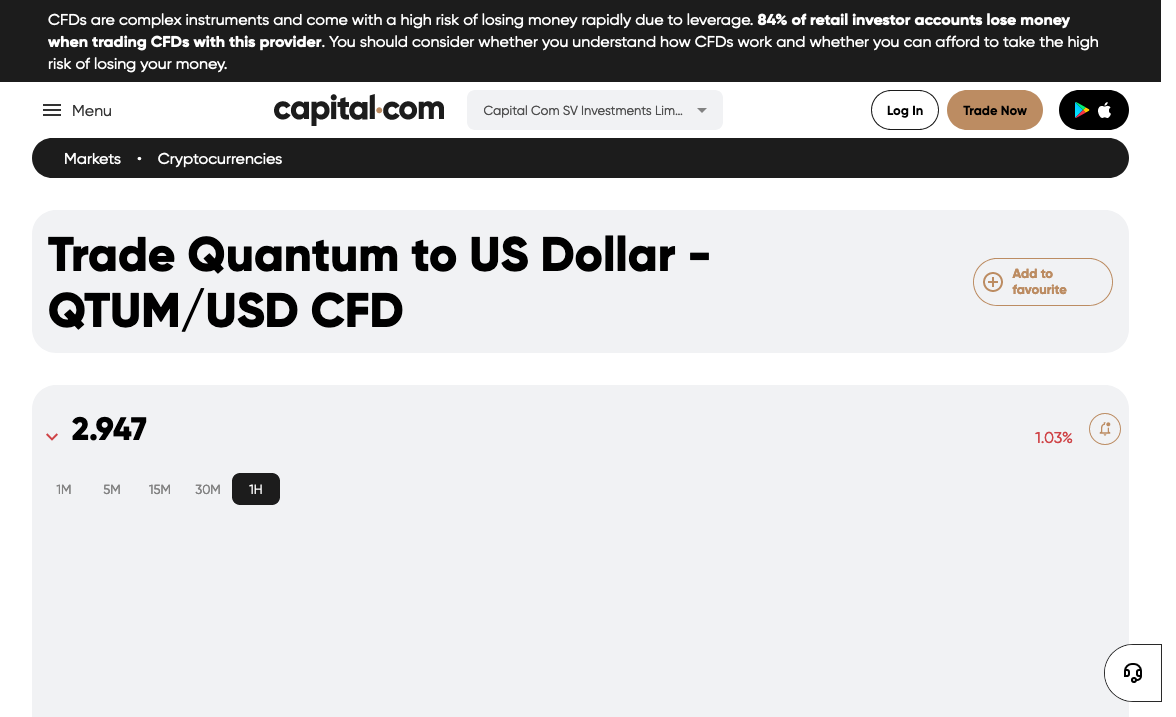 CFDs are complex instruments and come with a high risk of losing money rapidly due to leverage. 84% of retail investor accounts lose money
when trading CFDs with this provider. You should consider whether you understand how CFDs work and whether you can afford to take the high
risk of losing your money.
Menu
capital.com
Capital Com SV Investments Lim...
Log In
Trade Now
Markets • Cryptocurrencies
Trade Quantum to US Dollar -
QTUM/USD CFD
Add to
favourite
2.947
1.03%
1M 5M 15M 30M 1H